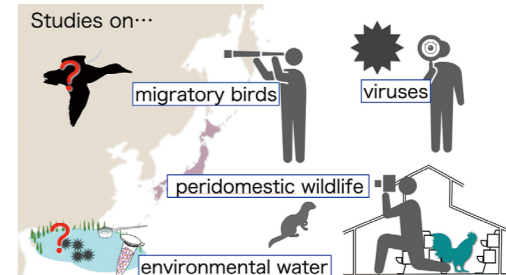 Studies on…
?
migratory birds
viruses
peridomestic wildlife
?
environmental water